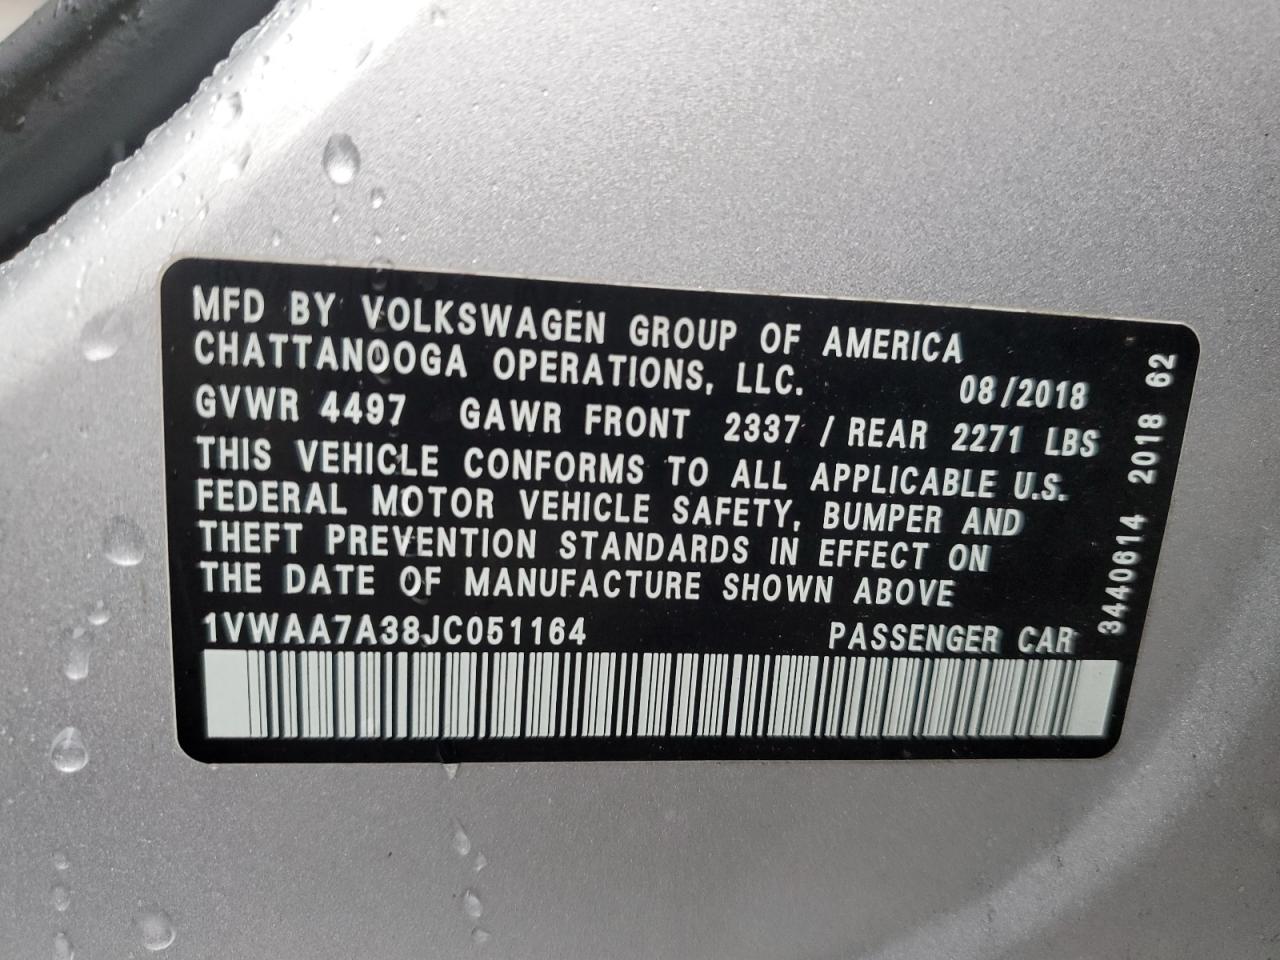 MFD BY VOLKSWAGEN GROUP OF AMERICA
CHATTANOOGA OPERATIONS, LLC. 08/2018
GVWR 4497 GAWR FRONT 2337 / REAR 2271 LBS
THIS VEHICLE CONFORMS TO ALL APPLICABLE U.S.
FEDERAL MOTOR VEHICLE SAFETY, BUMPER AND
THEFT PREVENTION STANDARDS IN EFFECT ON
THE DATE OF MANUFACTURE SHOWN ABOVE
1VWAA7A38JC051164 PASSENGER CAR
3440614 2018 62